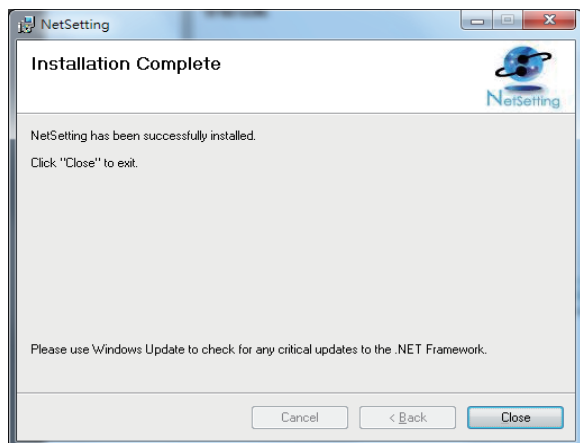 NetSetting
Installation Complete
NetSetting
NetSetting has been successfully installed.
Click "Close" to exit.
Please use Windows Update to check for any critical updates to the .NET Framework.
Cancel
< Back
Close